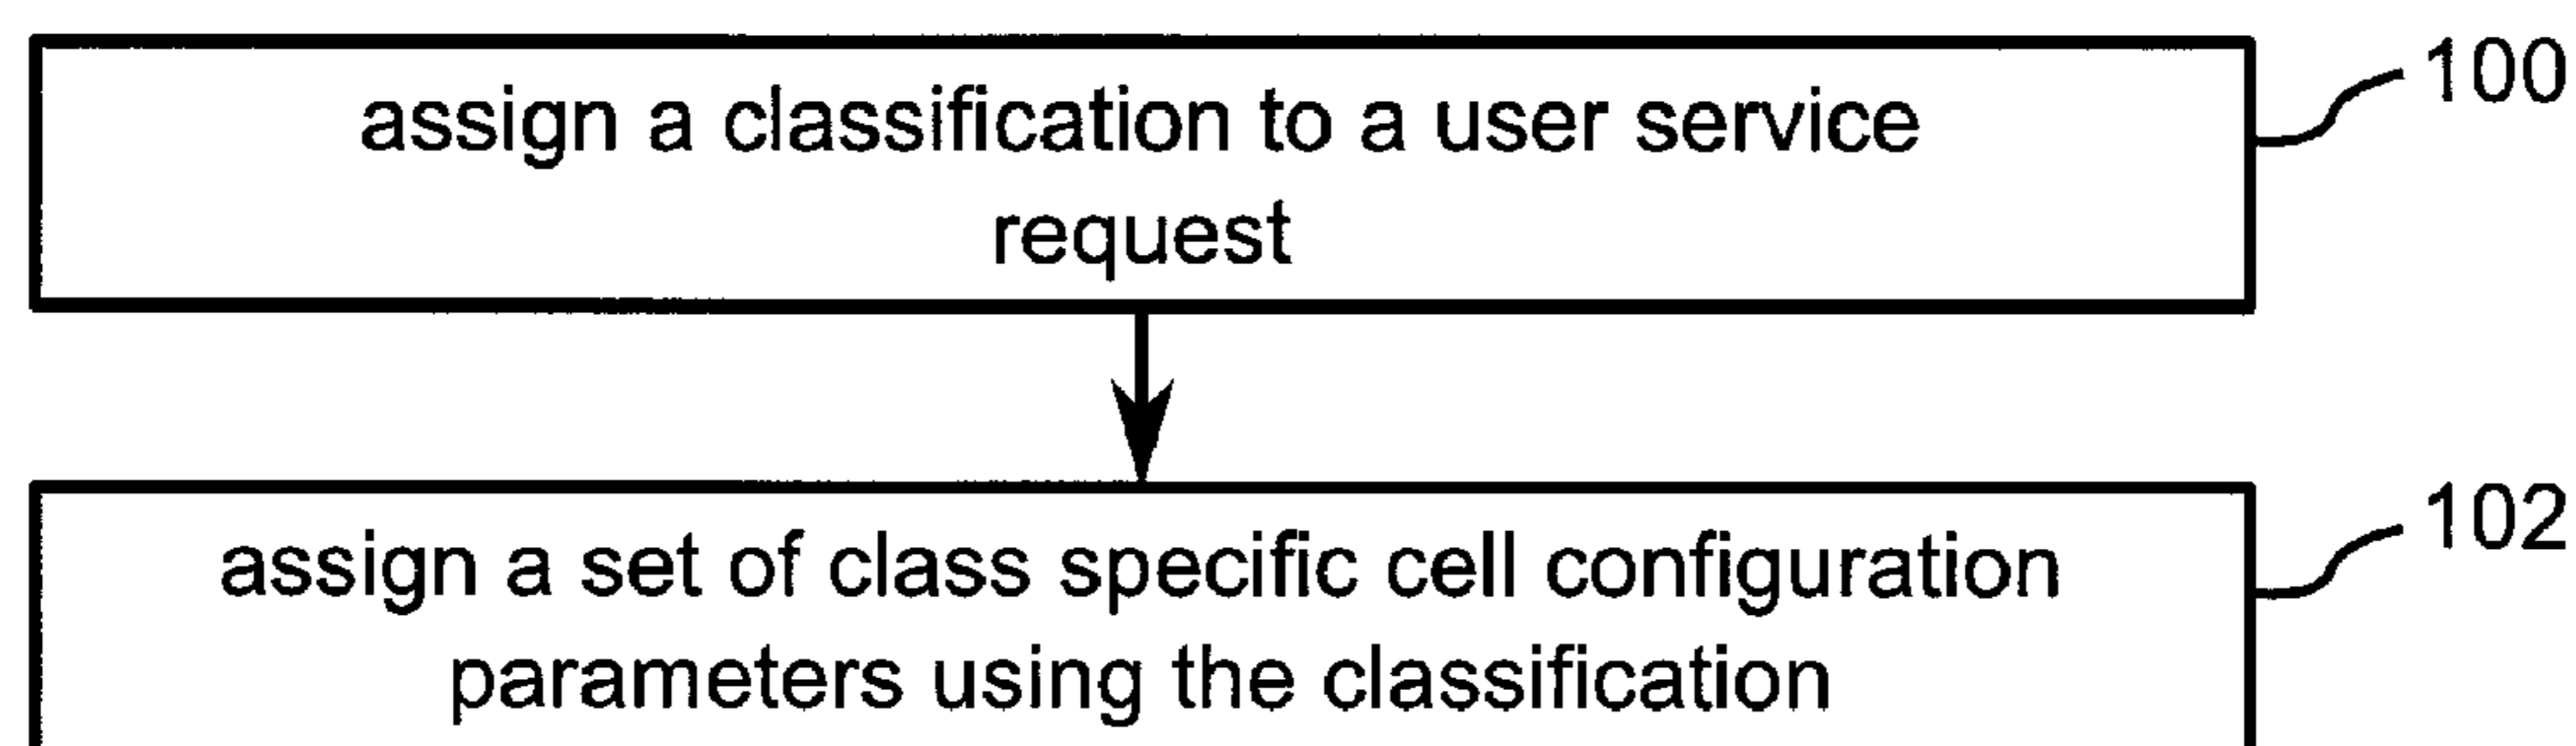 assign a classification to a user service
request
100
assign a set of class specific cell configuration
parameters using the classification
102